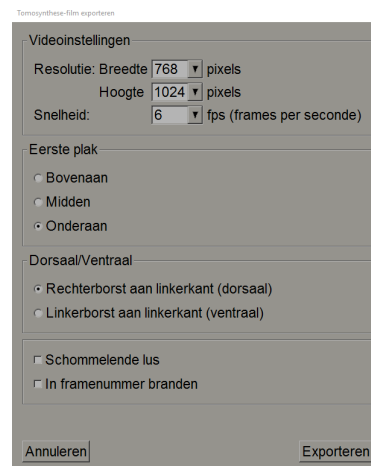 Tomosynthese-film exporteren
Videoinstellingen
Resolutie: Breedte 768 pixels
Hoogte 1024 pixels
Snelheid: 6 fps (frames per seconde)
Eerste plak
Bovenaan
Midden
Onderaan
Dorsaal/Ventraal
Rechterborst aan linkerkant (dorsaal)
Linkerborst aan linkerkant (ventraal)
Schommelende lus
In framenummer branden
Annuleren Exporteren